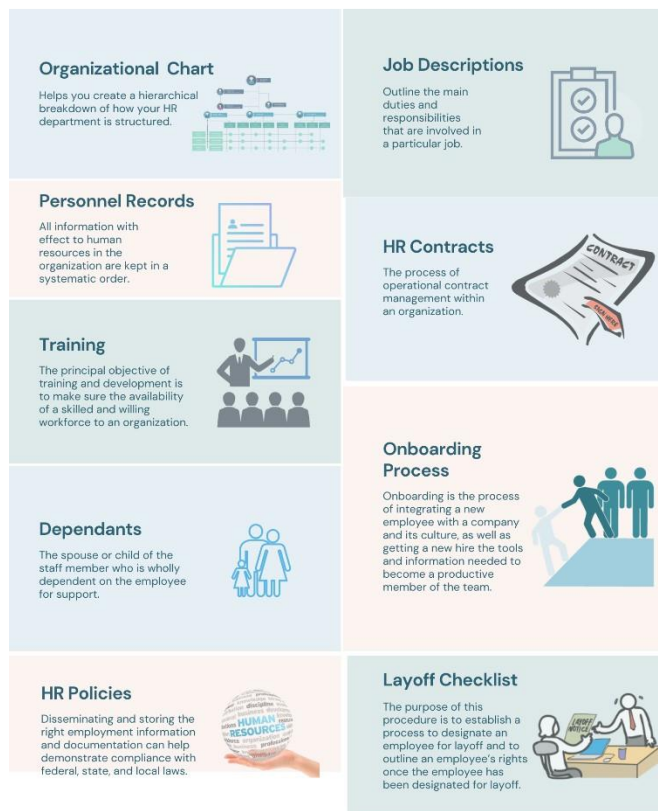 Organizational Chart
Helps you create a hierarchical
breakdown of how your HR
department is structured.
Job Descriptions
Outline the main
duties and
responsibilities
that are involved in
a particular job.
Personnel Records
All information with
effect to human
resources in the
organization are kept in a
systematic order.
HR Contracts
The process of
operational contract
management within
an organization.
CONTRACT
Training
The principal objective of
training and development is
to make sure the availability
of a skilled and willing
workforce to an organization.
Onboarding
Process
Onboarding is the process
of integrating a new
employee with a company
and its culture, as well as
getting a new hire the tools
and information needed to
become a productive
member of the team.
Dependants
The spouse or child of the
staff member who is wholly
dependent on the employee
for support.
HR Policies
Disseminating and storing the
right employment information
and documentation can help
demonstrate compliance with
federal, state, and local laws.
discipline
HUMAN
RESOURCES
Layoff Checklist
The purpose of this
procedure is to establish a
process to designate an
employee for layoff and to
outline an employee's rights
once the employee has
been designated for layoff.
LAYOFF
NOTICE